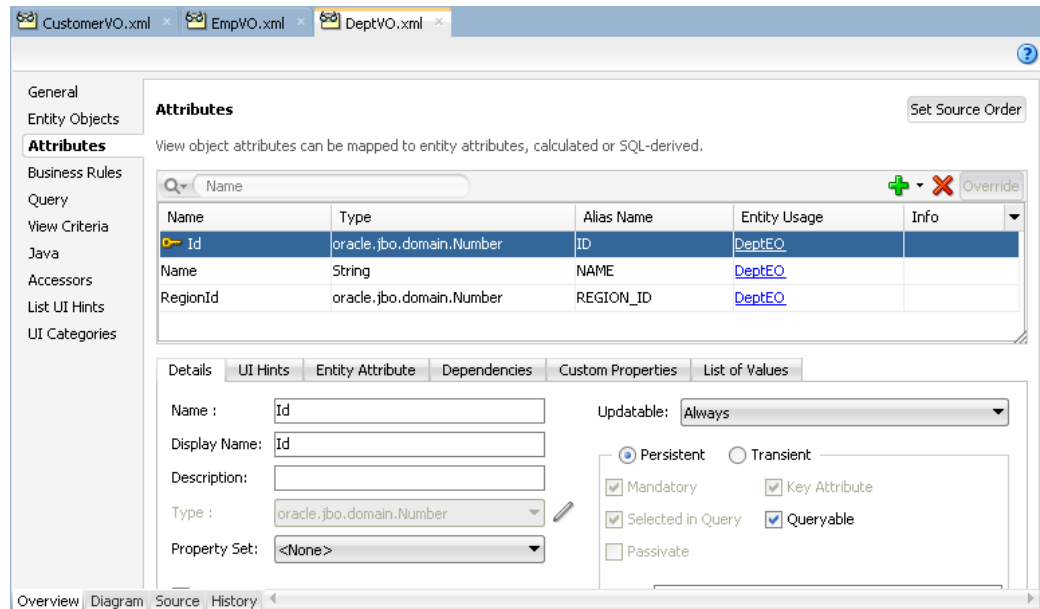 CustomerVO.xml EmpVO.xml DeptVO.xml
General
Entity Objects
Attributes
Business Rules
Query
View Criteria
Java
Accessors
List UI Hints
UI Categories
Attributes Set Source Order
View object attributes can be mapped to entity attributes, calculated or SQL-derived.
Name Override
Name Type Alias Name Entity Usage Info
Id oracle.jbo.domain.Number ID DeptEO
Name String NAME DeptEO
RegionId oracle.jbo.domain.Number REGION_ID DeptEO
Details UI Hints Entity Attribute Dependencies Custom Properties List of Values
Name : Id
Display Name: Id
Description:
Type : oracle.jbo.domain.Number
Property Set: <None>
Updatable: Always
Persistent Transient
Mandatory Key Attribute
Selected in Query Queryable
Passivate
Overview Diagram Source History